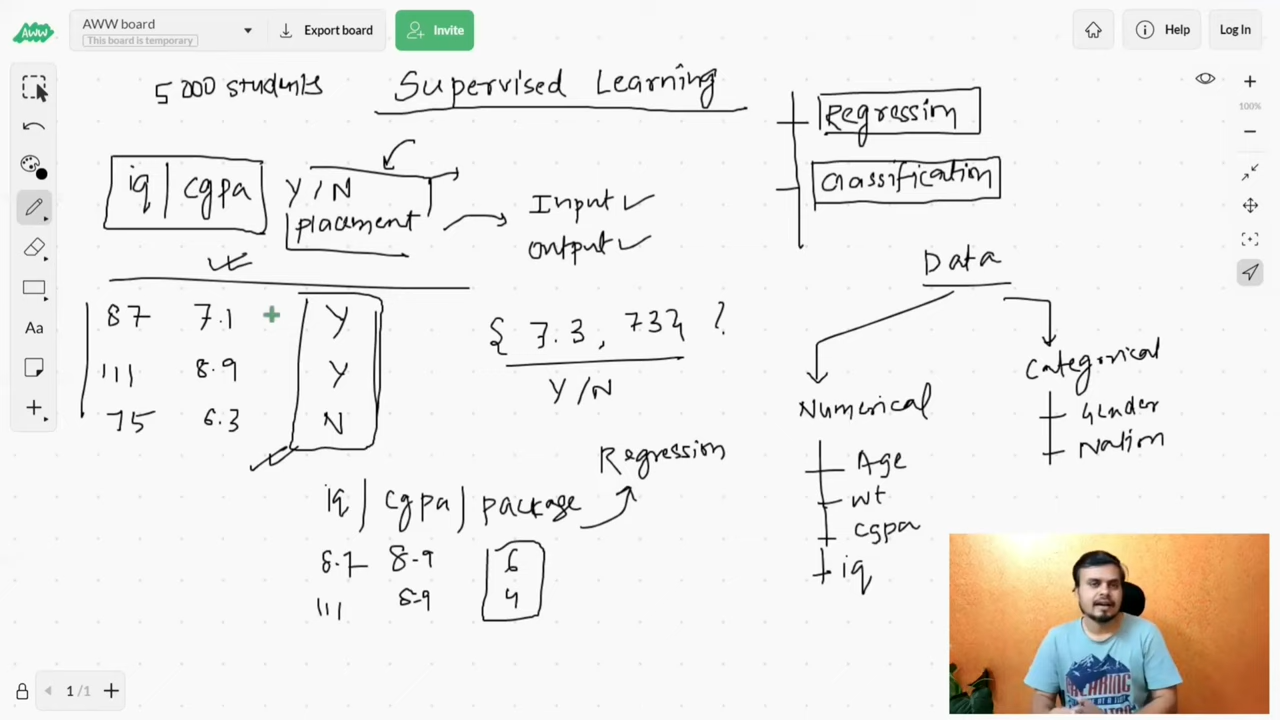 AWW
AWW board
This board is temporary
Export board
Invite
Help
Log In
100%
Aa
5000 students
Supervised Learning
Regression
Classification
iq | cgpa
Y/N
placement
Input
Output
87 7.1 Y
111 8.9 Y
75 6.3 N
{ 7.3, 73} ?
Y/N
Data
Numerical
Age
wt
cgpa
iq
Categorical
Gender
Nation
Regression
iq | cgpa | package
8.7 8.9 6
111 8.9 4
1/1